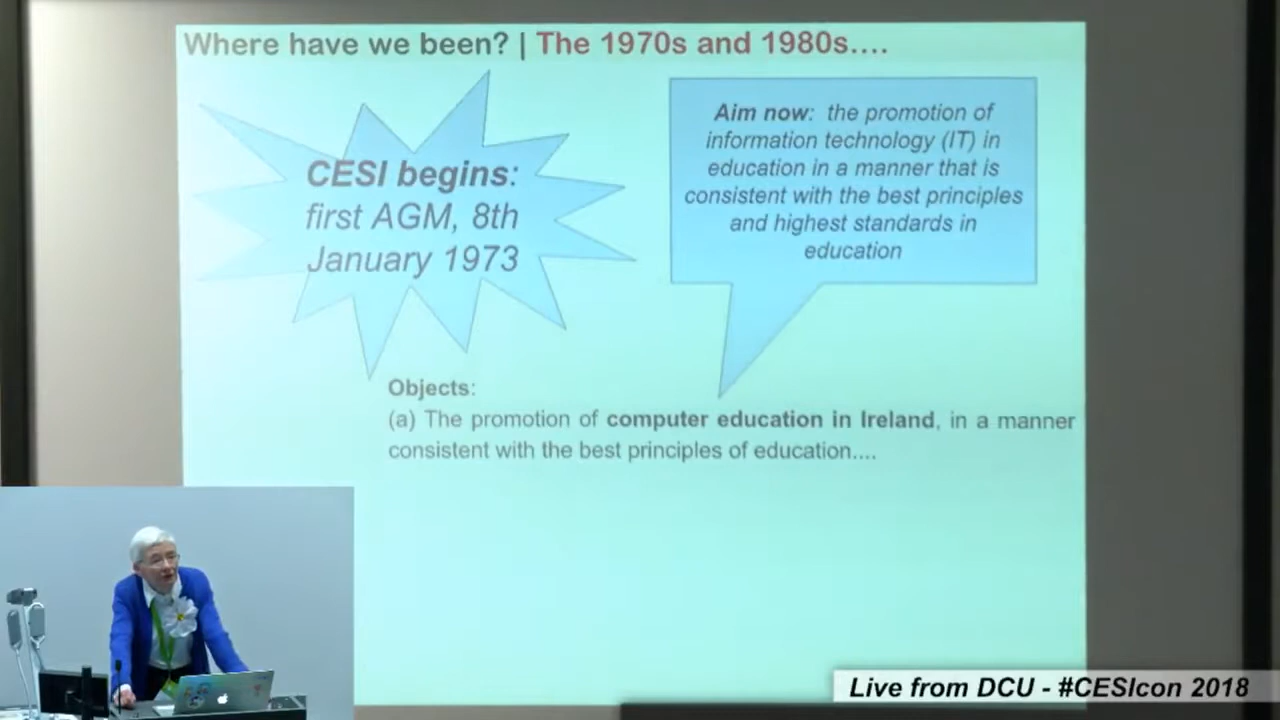 Where have we been? | The 1970s and 1980s....
CESI begins:
first AGM, 8th
January 1973
Aim now: the promotion of
information technology (IT) in
education in a manner that is
consistent with the best principles
and highest standards in
education
Objects:
(a) The promotion of computer education in Ireland, in a manner
consistent with the best principles of education....
Live from DCU - #CESIcon 2018